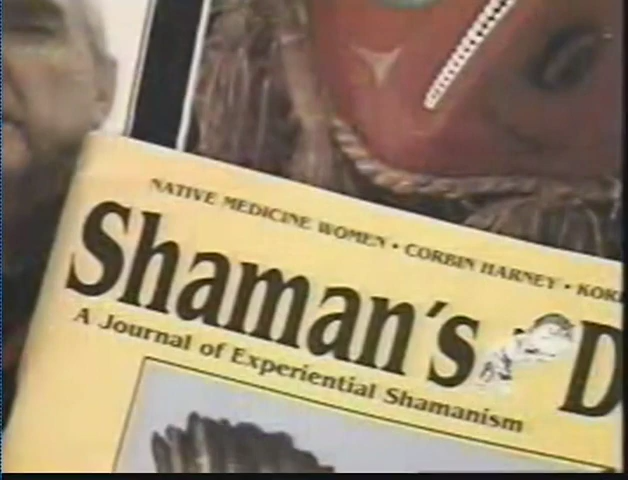 NATIVE MEDICINE WOMEN • CORBIN HARNEY • KOR
Shaman's D
A Journal of Experiential Shamanism